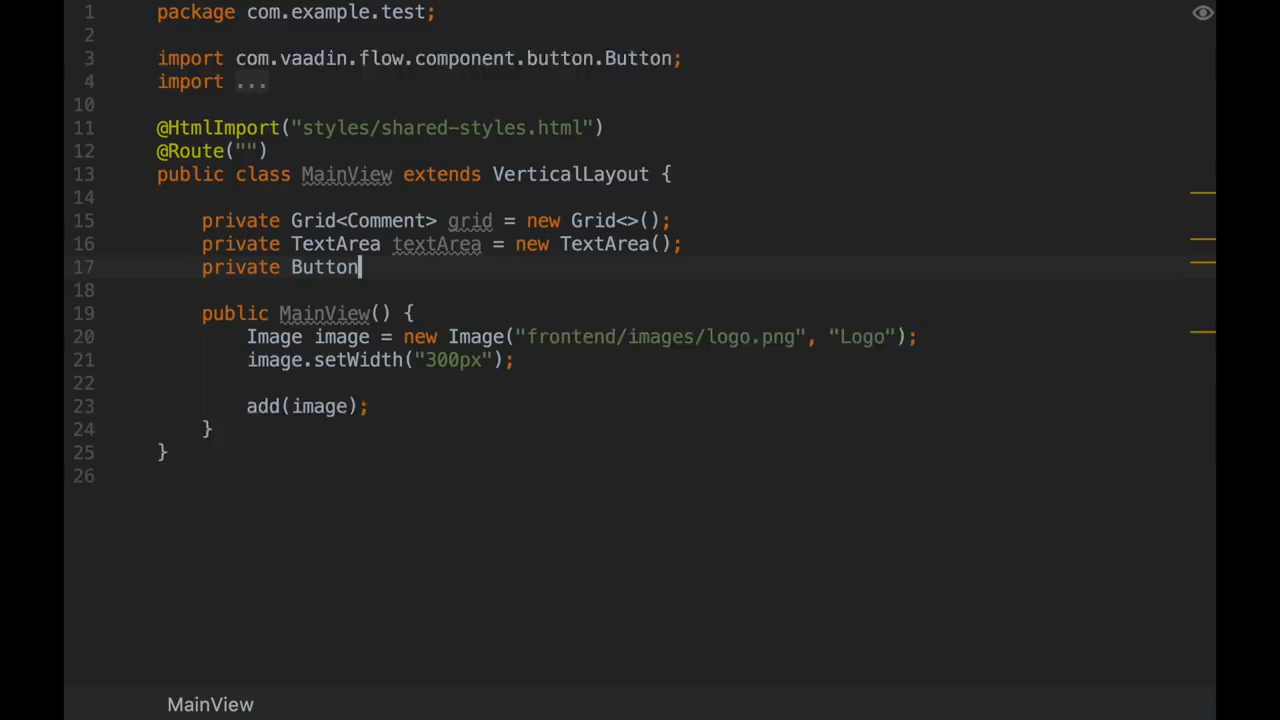 1 package com.example.test;
2
3 import com.vaadin.flow.component.button.Button;
4 import ...
10
11 @HtmlImport("styles/shared-styles.html")
12 @Route("")
13 public class MainView extends VerticalLayout {
14
15 private Grid<Comment> grid = new Grid<>();
16 private TextArea textArea = new TextArea();
17 private Button
18
19 public MainView() {
20 Image image = new Image("frontend/images/logo.png", "Logo");
21 image.setWidth("300px");
22
23 add(image);
24 }
25 }
26
MainView